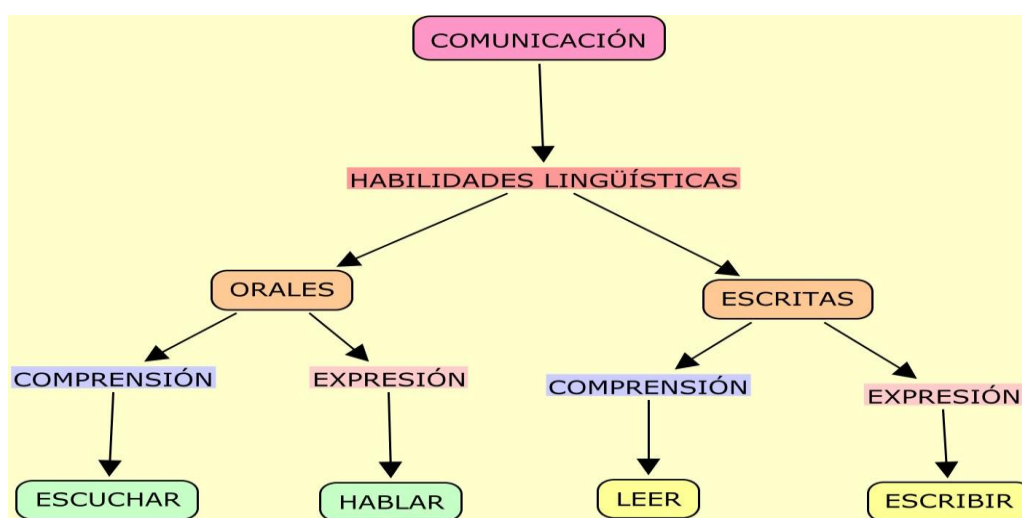 COMUNICACIÓN
HABILIDADES LINGÜÍSTICAS
ORALES
ESCRITAS
COMPRENSIÓN
EXPRESIÓN
COMPRENSIÓN
EXPRESIÓN
ESCUCHAR
HABLAR
LEER
ESCRIBIR